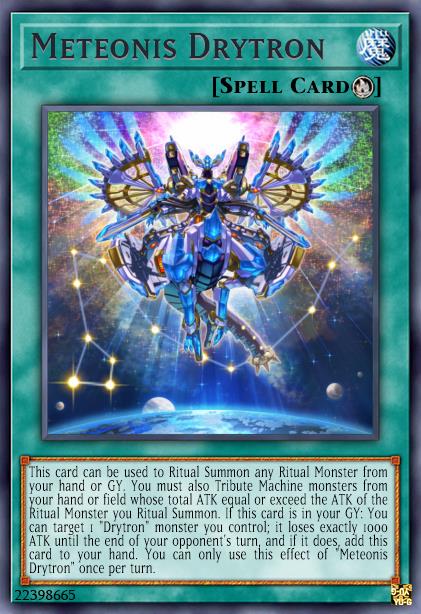 METEONIS DRYTRON
[SPELL CARD]
This card can be used to Ritual Summon any Ritual Monster from
your hand or GY. You must also Tribute Machine monsters from
your hand or field whose total ATK equal or exceed the ATK of the
Ritual Monster you Ritual Summon. If this card is in your GY: You
can target 1 "Drytron" monster you control; it loses exactly 1000
ATK until the end of your opponent's turn, and if it does, add this
card to your hand. You can only use this effect of "Meteonis
Drytron" once per turn.
22398665